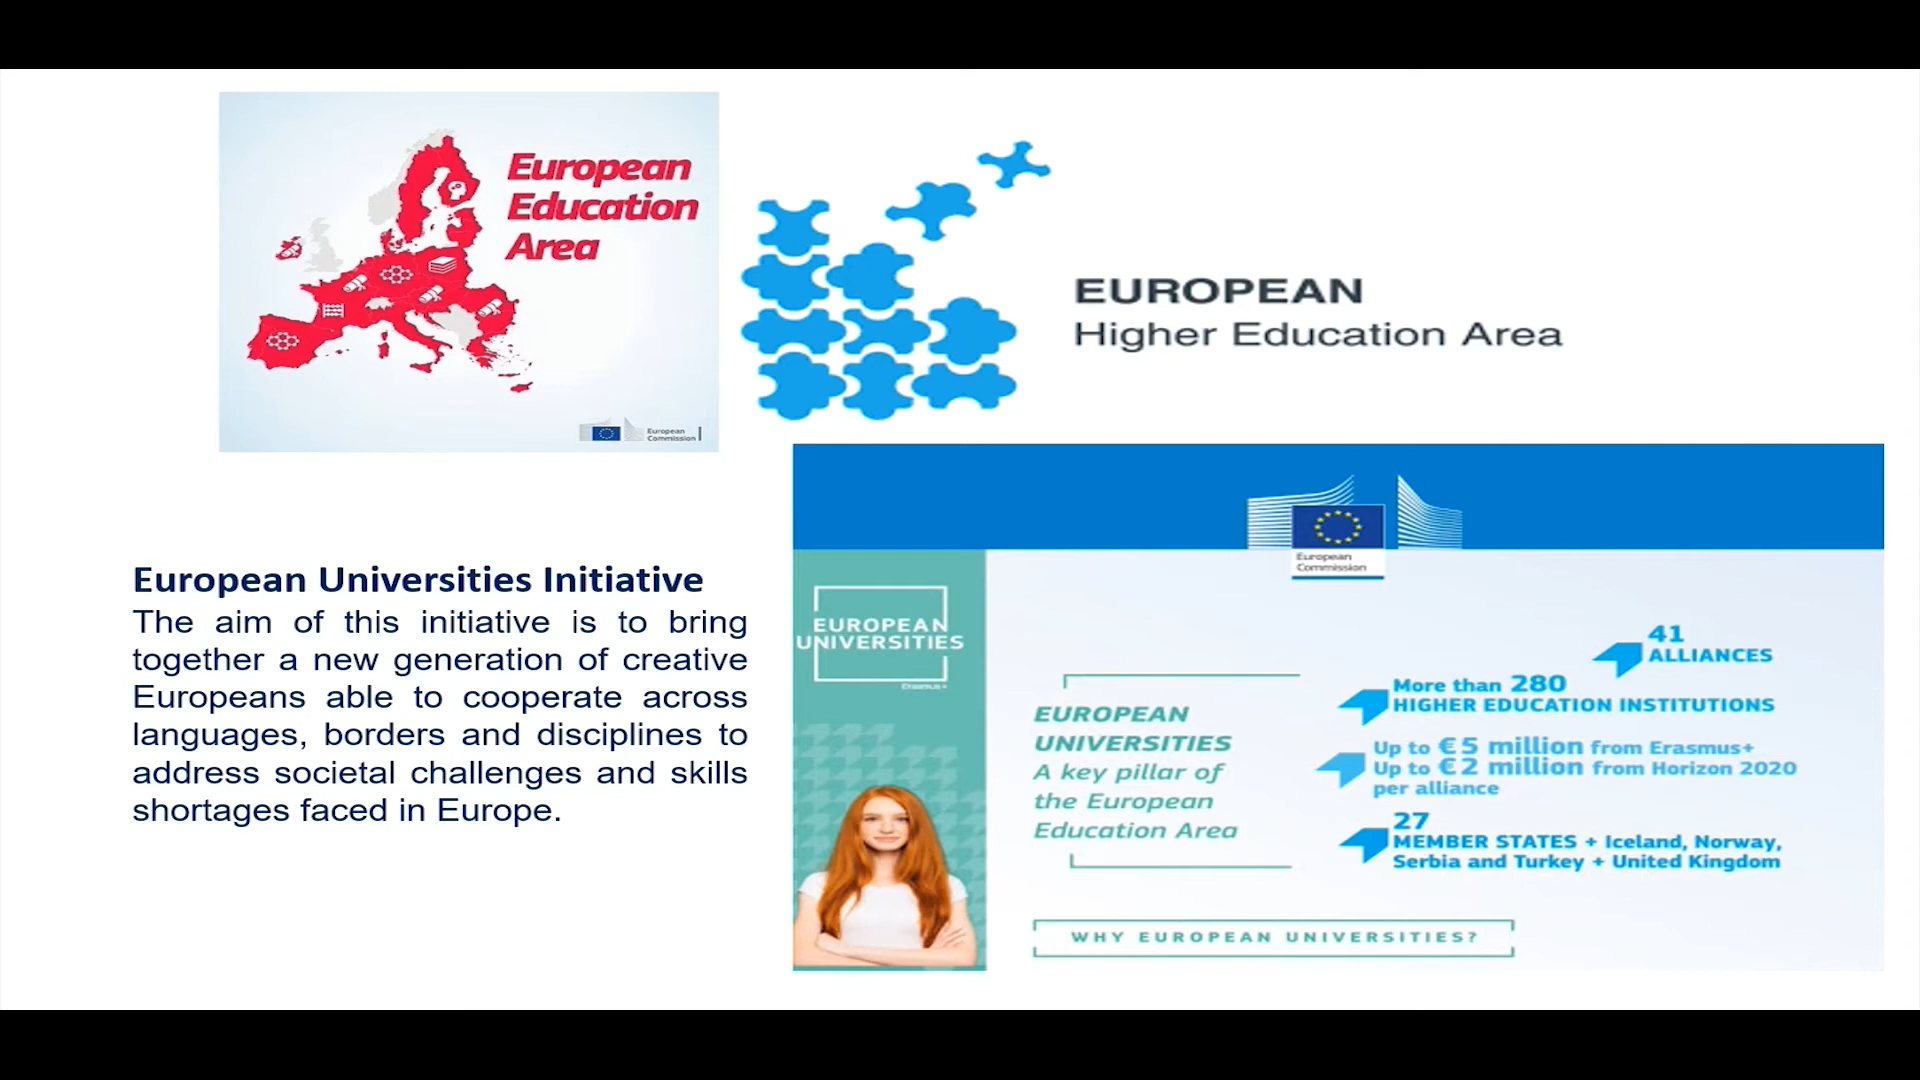 European
Education
Area
European
Commission
EUROPEAN
Higher Education Area
European Universities Initiative
The aim of this initiative is to bring
together a new generation of creative
Europeans able to cooperate across
languages, borders and disciplines to
address societal challenges and skills
shortages faced in Europe.
European
Commission
EUROPEAN
UNIVERSITIES
Erasmus+
EUROPEAN
UNIVERSITIES
A key pillar of
the European
Education Area
41
ALLIANCES
More than 280
HIGHER EDUCATION INSTITUTIONS
Up to €5 million from Erasmus+
Up to €2 million from Horizon 2020
per alliance
27
MEMBER STATES + Iceland, Norway,
Serbia and Turkey + United Kingdom
WHY EUROPEAN UNIVERSITIES?